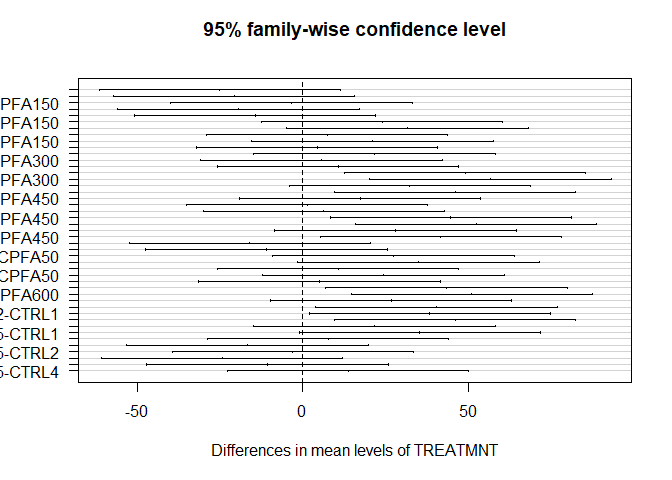 95% family-wise confidence level
PFA150
PFA150
PFA150
PFA300
PFA300
PFA450
PFA450
PFA450
CPFA50
CPFA50
PFA600
2-CTRL1
5-CTRL1
5-CTRL2
5-CTRL4
-50
0
50
Differences in mean levels of TREATMNT